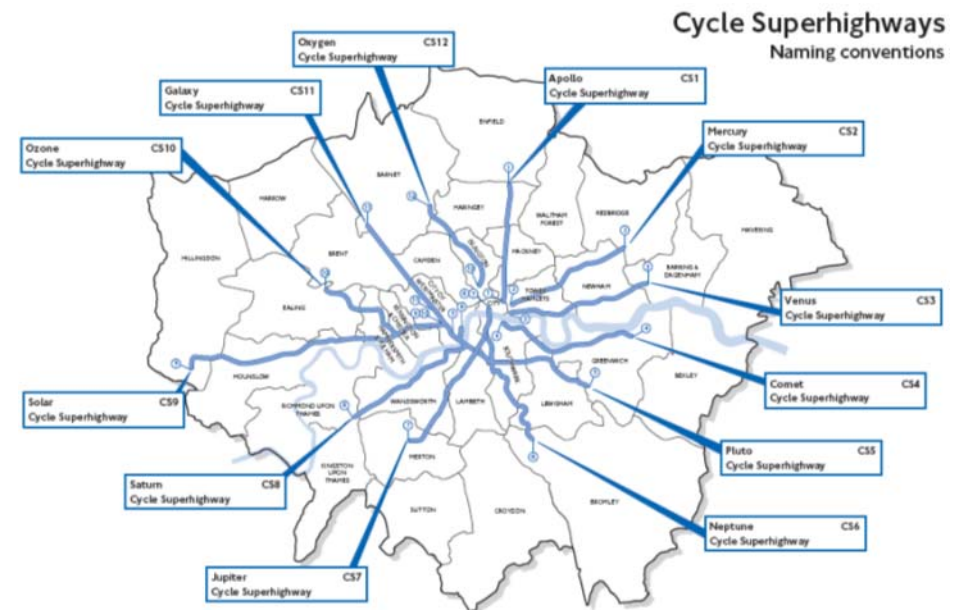 Cycle Superhighways
Naming conventions
Oxygen CS12
Cycle Superhighway
Galaxy CS11
Cycle Superhighway
Apollo CS1
Cycle Superhighway
Ozone CS10
Cycle Superhighway
Mercury CS2
Cycle Superhighway
ENFIELD
BARNET
HARROW
HARINGEY
WALTHAM
FOREST
REDBRIDGE
HAVERING
HILLINGDON
BRENT
CAMDEN
ISLINGTON
HACKNEY
BARKING &
DAGENHAM
EALING
TOWER
HAMLETS
NEWHAM
CITY OF
WESTMINSTER
Venus CS3
Cycle Superhighway
HOUNSLOW
SOUTHWARK
GREENWICH
BEXLEY
RICHMOND UPON
THAMES
WANDSWORTH
LAMBETH
LEWISHAM
Solar CS9
Cycle Superhighway
Comet CS4
Cycle Superhighway
MERTON
KINGSTON
UPON
THAMES
Pluto CS5
Cycle Superhighway
Saturn CS8
Cycle Superhighway
SUTTON
CROYDON
BROMLEY
Neptune CS6
Cycle Superhighway
Jupiter CS7
Cycle Superhighway